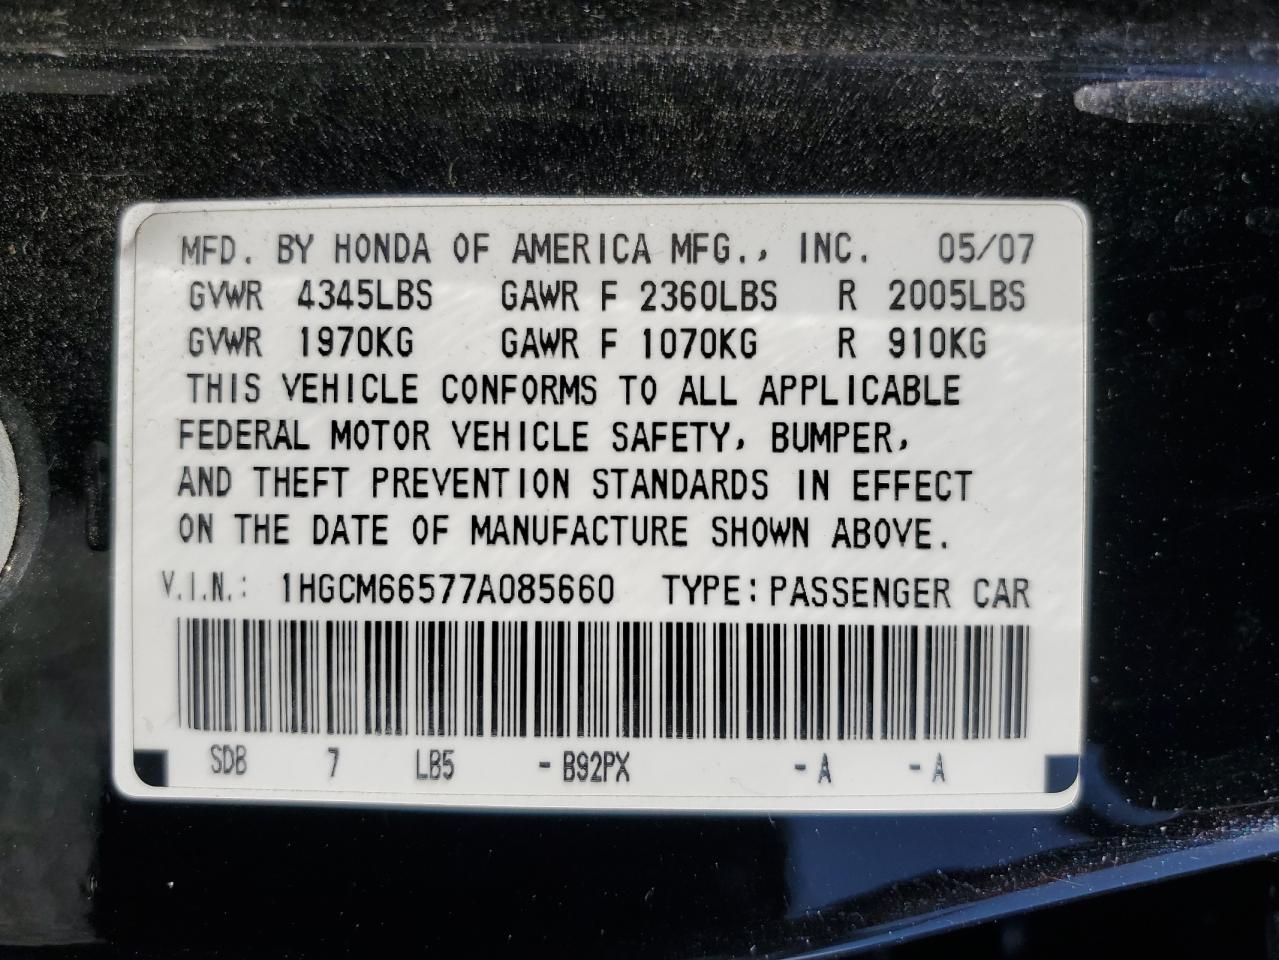 MFD. BY HONDA OF AMERICA MFG., INC. 05/07
GVWR 4345LBS GAWR F 2360LBS R 2005LBS
GVWR 1970KG GAWR F 1070KG R 910KG
THIS VEHICLE CONFORMS TO ALL APPLICABLE
FEDERAL MOTOR VEHICLE SAFETY, BUMPER,
AND THEFT PREVENTION STANDARDS IN EFFECT
ON THE DATE OF MANUFACTURE SHOWN ABOVE.
V.I.N.: 1HGCM66577A085660 TYPE: PASSENGER CAR
SDB 7 LB5 - B92PX - A - A